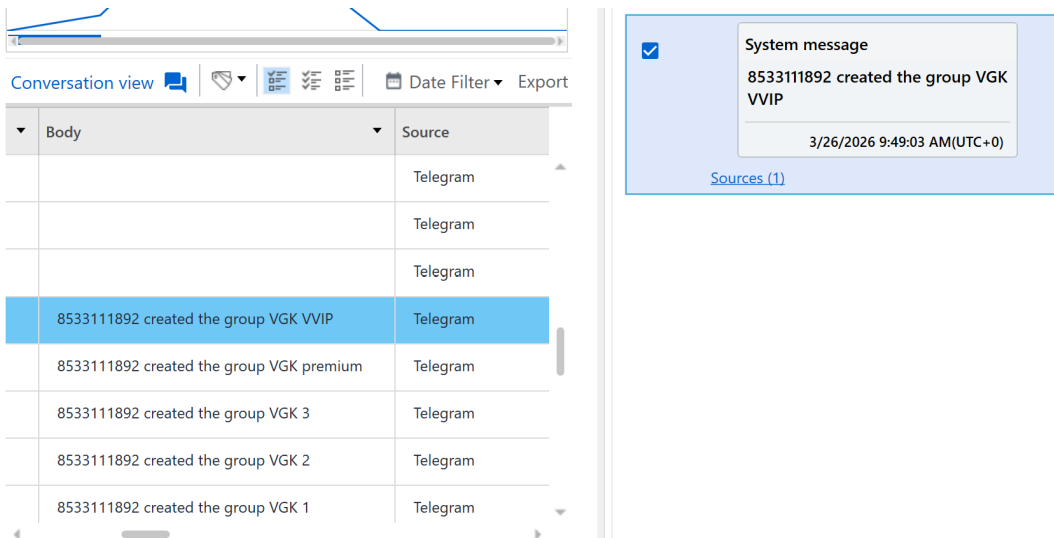 Conversation view
Date Filter
Export
Body
Source
Telegram
Telegram
Telegram
8533111892 created the group VGK VVIP
Telegram
8533111892 created the group VGK premium
Telegram
8533111892 created the group VGK 3
Telegram
8533111892 created the group VGK 2
Telegram
8533111892 created the group VGK 1
Telegram
System message
8533111892 created the group VGK
VVIP
3/26/2026 9:49:03 AM(UTC+0)
Sources (1)